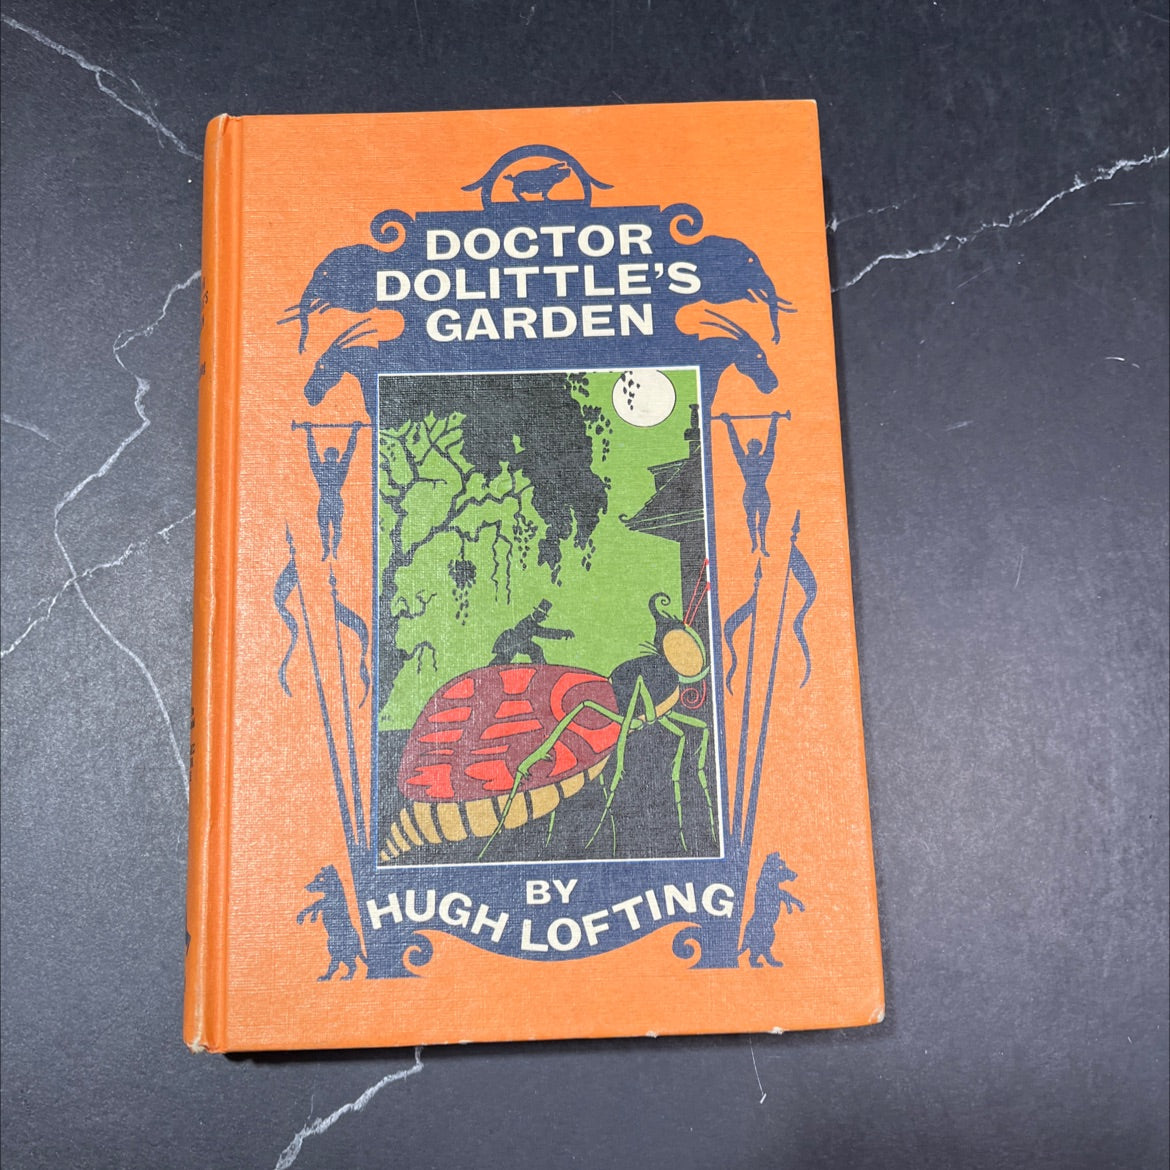 DOCTOR
DOLITTLE'S
GARDEN
BY
HUGH LOFTING